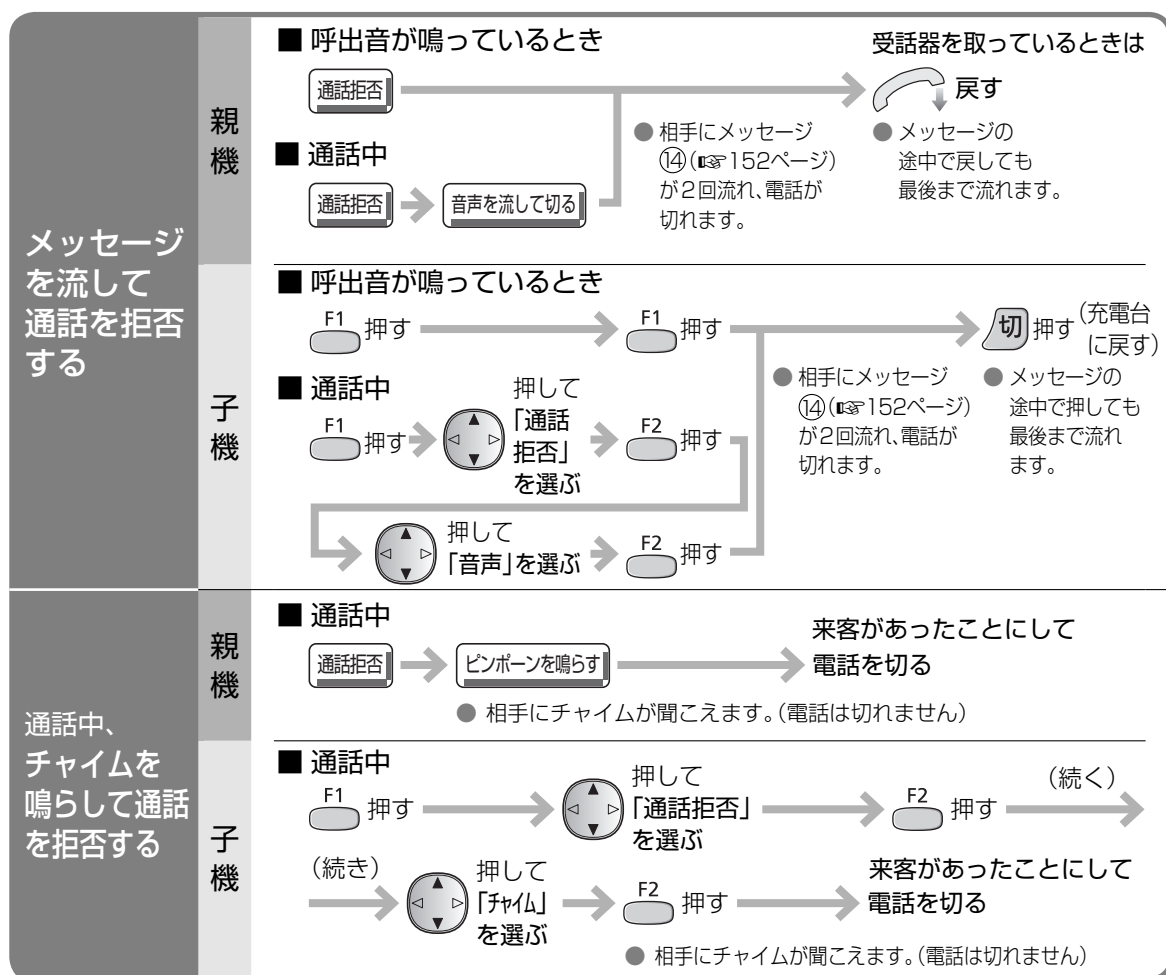 メッセージ
を流して
通話を拒否
する
親
機
■ 呼出音が鳴っているとき
通話拒否
受話器を取っているときは
戻す
■ 通話中
通話拒否
音声を流して切る
● 相手にメッセージ
⑭(☞152ページ)
が2回流れ、電話が
切れます。
● メッセージの
途中で戻しても
最後まで流れます。
子
機
■ 呼出音が鳴っているとき
F1 押す
F1 押す
切 押す (充電台
に戻す)
■ 通話中
F1 押す
押して
「通話
拒否」
を選ぶ
F2 押す
押して
「音声」を選ぶ
F2 押す
● 相手にメッセージ
⑭(☞152ページ)
が2回流れ、電話が
切れます。
● メッセージの
途中で押しても
最後まで流れ
ます。
通話中、
チャイムを
鳴らして通話
を拒否する
親
機
■ 通話中
通話拒否
ピンポーンを鳴らす
来客があったことにして
電話を切る
● 相手にチャイムが聞こえます。(電話は切れません)
子
機
■ 通話中
F1 押す
押して
「通話拒否」
を選ぶ
F2 押す
(続く)
(続き)
押して
「ﾁｬｲﾑ」
を選ぶ
F2 押す
来客があったことにして
電話を切る
● 相手にチャイムが聞こえます。(電話は切れません)